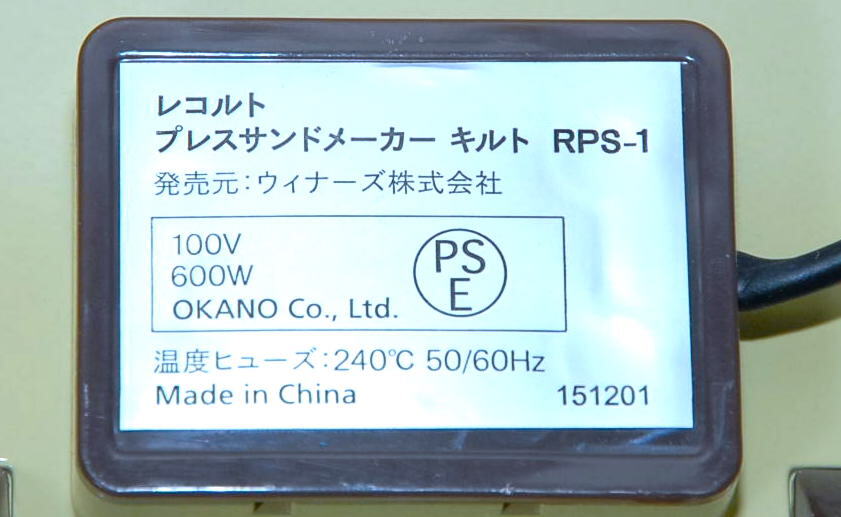 レコルト
プレスサンドメーカー キルト RPS-1
発売元:ウィナーズ株式会社
100V
600W
OKANO Co., Ltd.
PS
E
温度ヒューズ:240℃ 50/60Hz
Made in China 151201